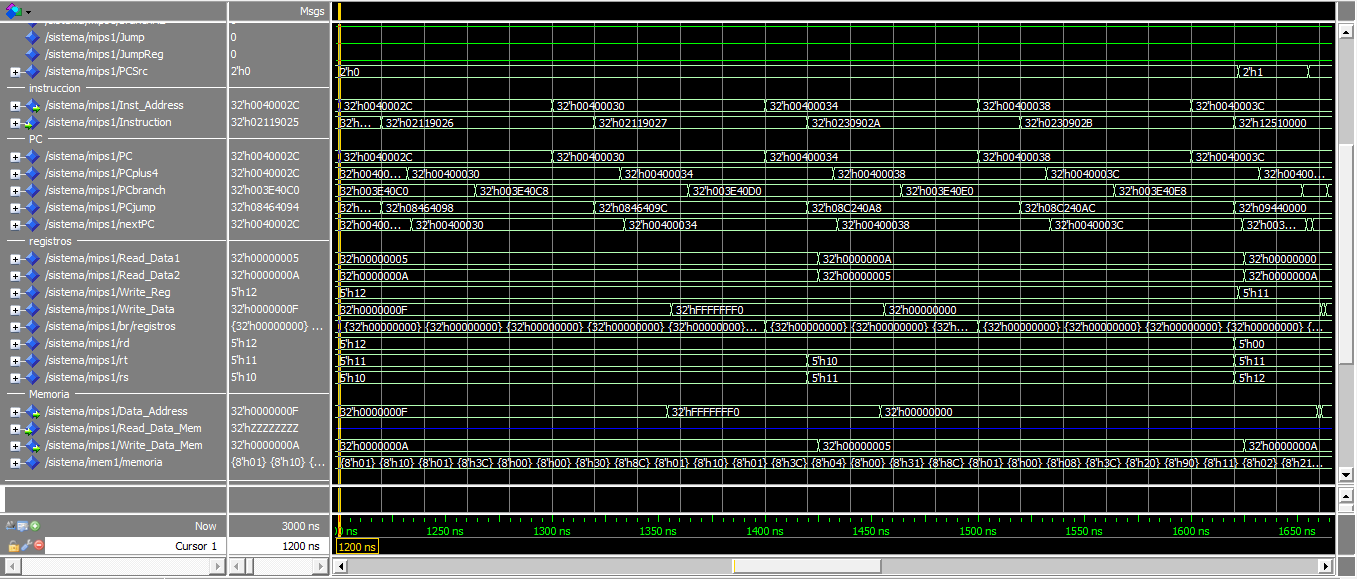 Msgs
/sistema/mips1/Jump 0
/sistema/mips1/JumpReg 0
/sistema/mips1/PCSrc 2'h0 2'h0 2'h1
instruccion
/sistema/mips1/Inst_Address 32'h0040002C 32'h0040002C 32'h00400030 32'h00400034 32'h00400038 32'h0040003C
/sistema/mips1/Instruction 32'h02119025 32'h... 32'h02119026 32'h02119027 32'h0230902A 32'h0230902B 32'h12510000
PC
/sistema/mips1/PC 32'h0040002C 32'h0040002C 32'h00400030 32'h00400034 32'h00400038 32'h0040003C
/sistema/mips1/PCplus4 32'h0040002C 32'h00400... 32'h00400030 32'h00400034 32'h00400038 32'h0040003C 32'h00400...
/sistema/mips1/PCbranch 32'h003E40C0 32'h003E40C0 32'h003E40C8 32'h003E40D0 32'h003E40E0 32'h003E40E8
/sistema/mips1/PCjump 32'h08464094 32'h... 32'h08464098 32'h0846409C 32'h08C240A8 32'h08C240AC 32'h09440000
/sistema/mips1/nextPC 32'h0040002C 32'h00400... 32'h00400030 32'h00400034 32'h00400038 32'h0040003C 32'h003...
registros
/sistema/mips1/Read_Data1 32'h00000005 32'h00000005 32'h0000000A 32'h00000000
/sistema/mips1/Read_Data2 32'h0000000A 32'h0000000A 32'h00000005 32'h0000000A
/sistema/mips1/Write_Reg 5'h12 5'h12 5'h11
/sistema/mips1/Write_Data 32'h0000000F 32'h0000000F 32'hFFFFFFF0 32'h00000000
/sistema/mips1/br/registros {32'h00000000} ... {32'h00000000} {32'h00000000} {32'h00000000} {32'h00000000} {32'h00000000}... {32'h00000000} {32'h00000000} {32'h... {32'h00000000} {32'h00000000} {32'h00000000} {32'h00000000} {...
/sistema/mips1/rd 5'h12 5'h12 5'h00
/sistema/mips1/rt 5'h11 5'h11 5'h10 5'h11
/sistema/mips1/rs 5'h10 5'h10 5'h11 5'h12
Memoria
/sistema/mips1/Data_Address 32'h0000000F 32'h0000000F 32'hFFFFFFF0 32'h00000000
/sistema/mips1/Read_Data_Mem 32'hZZZZZZZZ
/sistema/mips1/Write_Data_Mem 32'h0000000A 32'h0000000A 32'h00000005 32'h0000000A
/sistema/imem1/memoria {8'h01} {8'h10} {... {8'h01} {8'h10} {8'h01} {8'h3C} {8'h00} {8'h00} {8'h30} {8'h8C} {8'h01} {8'h10} {8'h01} {8'h3C} {8'h04} {8'h00} {8'h31} {8'h8C} {8'h01} {8'h00} {8'h08} {8'h3C} {8'h20} {8'h90} {8'h11} {8'h02} {8'h21...
Now 3000 ns 1250 ns 1300 ns 1350 ns 1400 ns 1450 ns 1500 ns 1550 ns 1600 ns 1650 ns
Cursor 1 1200 ns 1200 ns